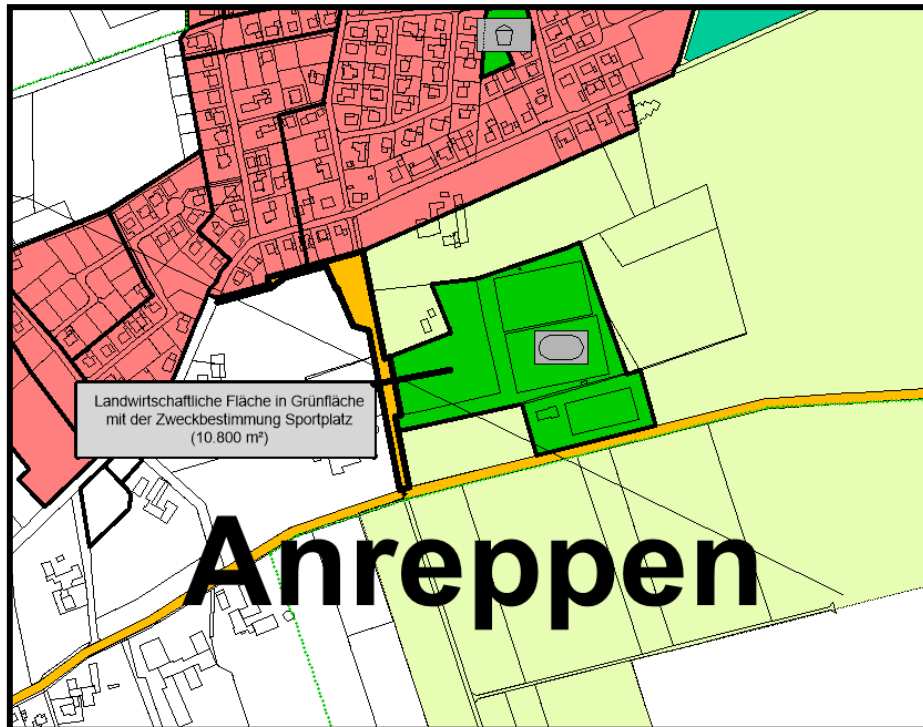 Landwirtschaftliche Fläche in Grünfläche
mit der Zweckbestimmung Sportplatz
(10.800 m²)
Anreppen